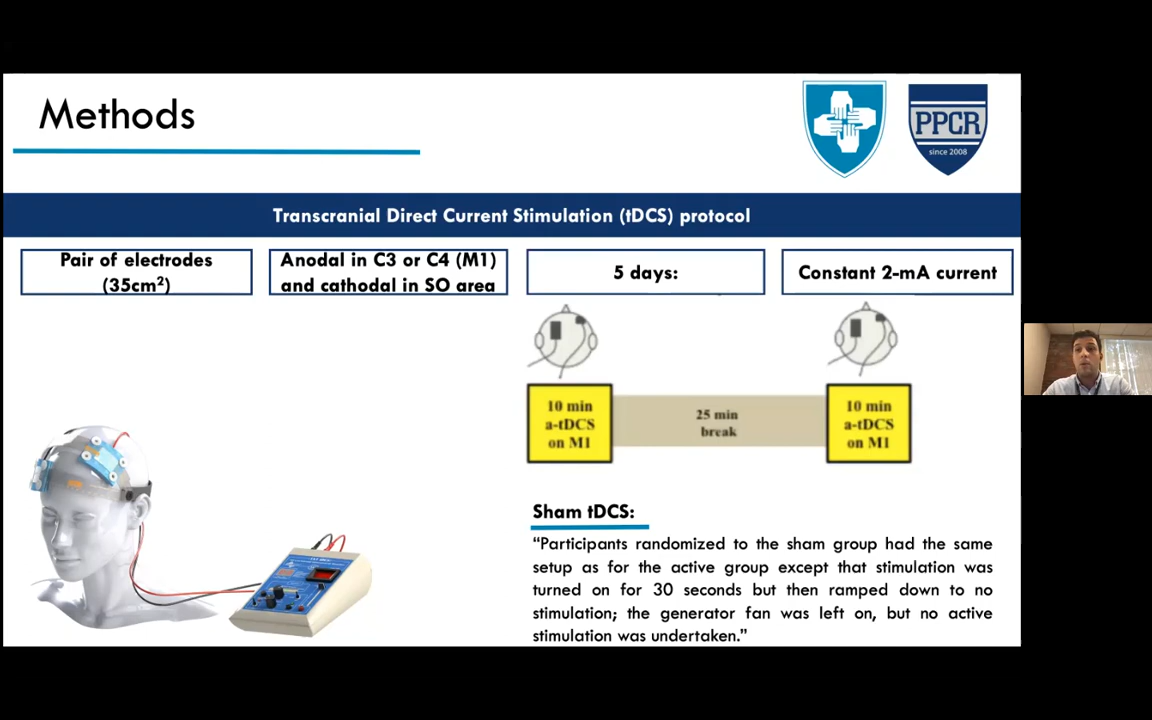 Methods
PPCR
since 2008
Transcranial Direct Current Stimulation (tDCS) protocol
Pair of electrodes
(35cm²)
Anodal in C3 or C4 (M1)
and cathodal in SO area
5 days:
Constant 2-mA current
10 min
a-tDCS
on M1
25 min
break
10 min
a-tDCS
on M1
Sham tDCS:
“Participants randomized to the sham group had the same
setup as for the active group except that stimulation was
turned on for 30 seconds but then ramped down to no
stimulation; the generator fan was left on, but no active
stimulation was undertaken.”